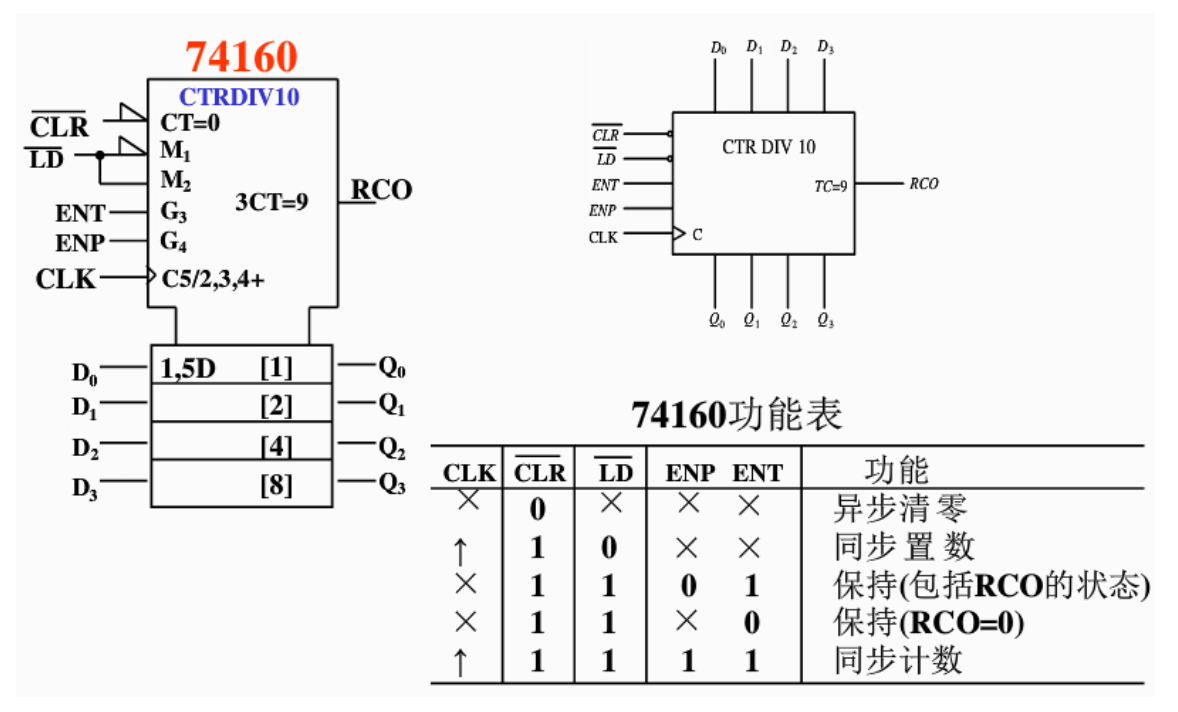 74160
CTRDIV10
CLR
CT=0
LD
M₁
M₂
3CT=9
RCO
ENT
G₃
ENP
G₄
CLK
C5/2,3,4+
D₀
1,5D
[1]
Q₀
D₁
[2]
Q₁
D₂
[4]
Q₂
D₃
[8]
Q₃
D₀ D₁ D₂ D₃
CLR
CTR DIV 10
LD
ENT
TC=9
RCO
ENP
CLK
C
Q₀ Q₁ Q₂ Q₃
74160功能表
CLK CLR LD ENP ENT 功能
× 0 × × × 异步清零
↑ 1 0 × × 同步置数
× 1 1 0 1 保持(包括RCO的状态)
× 1 1 × 0 保持(RCO=0)
↑ 1 1 1 1 同步计数